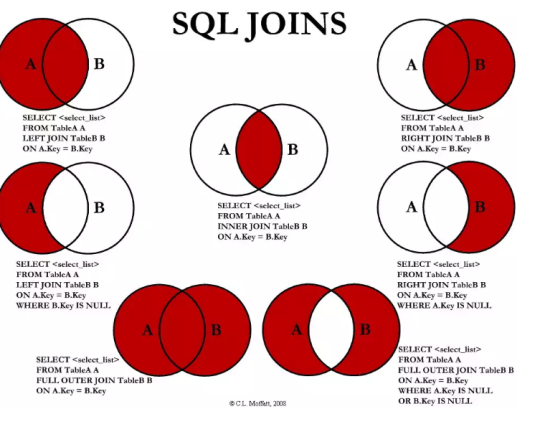 SQL JOINS
A B
SELECT <select_list>
FROM TableA A
LEFT JOIN TableB B
ON A.Key = B.Key
A B
SELECT <select_list>
FROM TableA A
RIGHT JOIN TableB B
ON A.Key = B.Key
A B
SELECT <select_list>
FROM TableA A
INNER JOIN TableB B
ON A.Key = B.Key
A B
SELECT <select_list>
FROM TableA A
LEFT JOIN TableB B
ON A.Key = B.Key
WHERE B.Key IS NULL
A B
SELECT <select_list>
FROM TableA A
RIGHT JOIN TableB B
ON A.Key = B.Key
WHERE A.Key IS NULL
A B
SELECT <select_list>
FROM TableA A
FULL OUTER JOIN TableB B
ON A.Key = B.Key
A B
SELECT <select_list>
FROM TableA A
FULL OUTER JOIN TableB B
ON A.Key = B.Key
WHERE A.Key IS NULL
OR B.Key IS NULL
© C.L. Moffatt, 2008